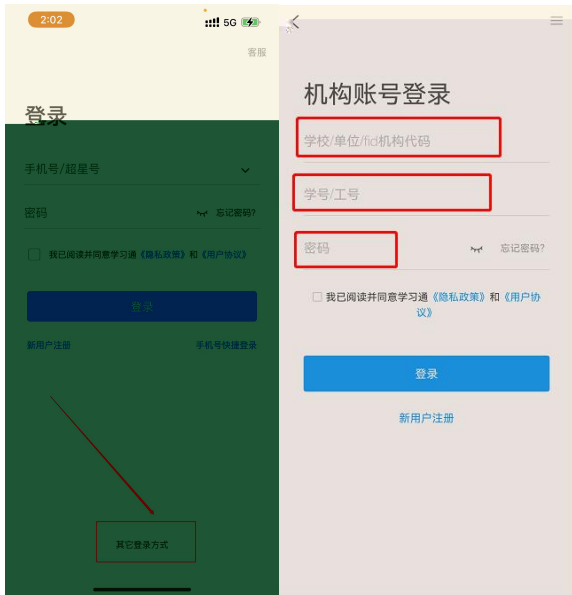 2:02
5G
客服
登录
手机号/超星号
密码
忘记密码?
我已阅读并同意学习通《隐私政策》和《用户协议》
登录
新用户注册
手机号快捷登录
其它登录方式
机构账号登录
学校/单位/fid机构代码
学号/工号
密码
忘记密码?
我已阅读并同意学习通《隐私政策》和《用户协
议》
登录
新用户注册